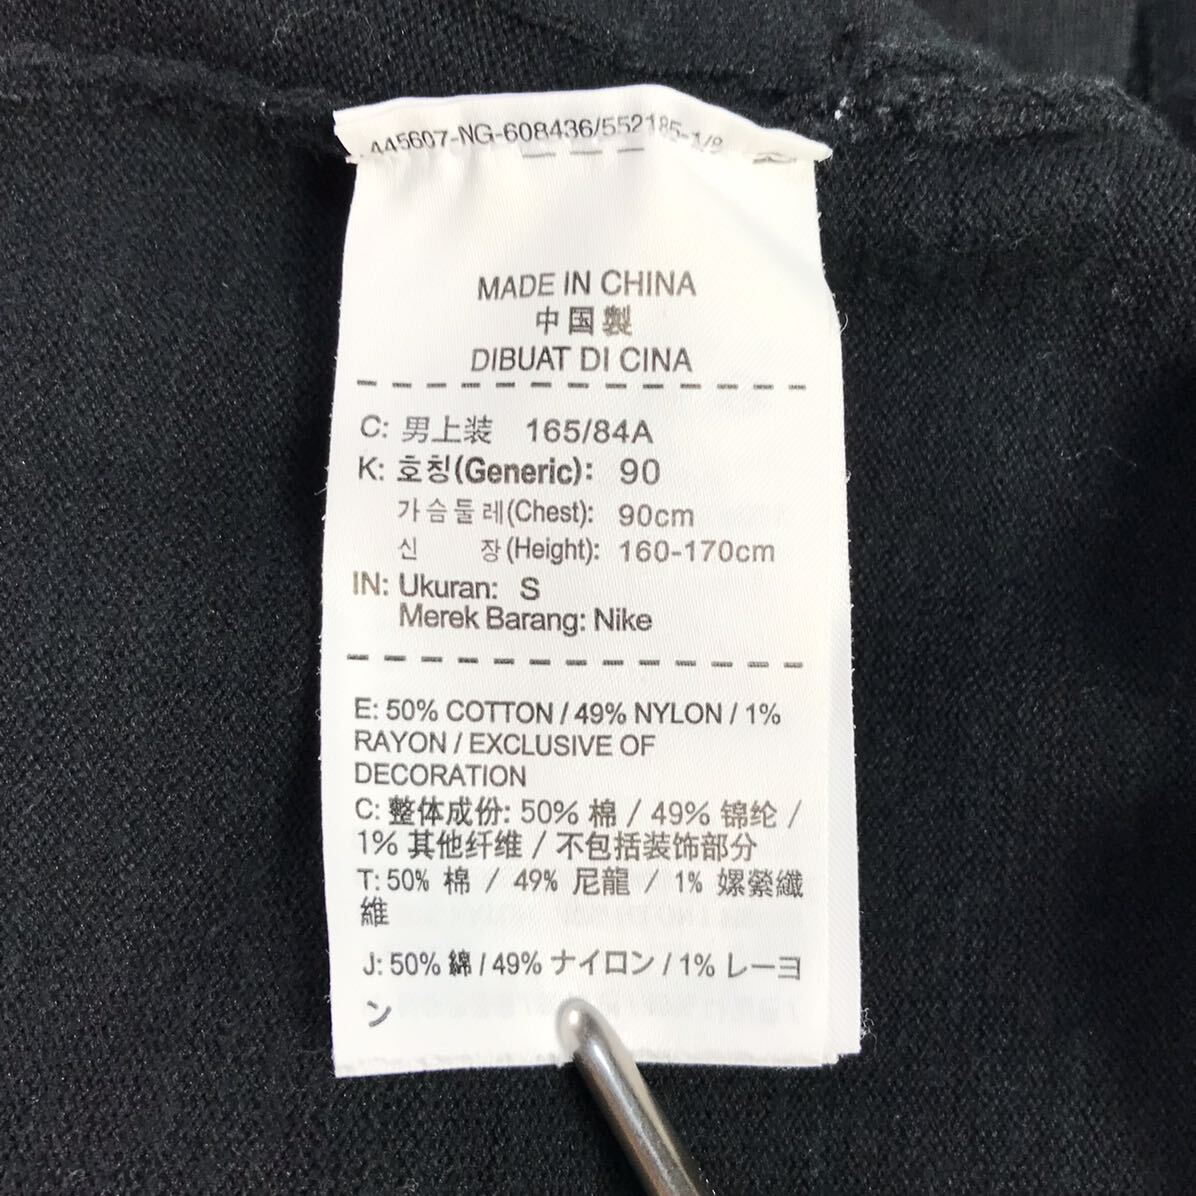 445607-NG-608436/552185-1/8
MADE IN CHINA
中国製
DIBUAT DI CINA
C: 男上装 165/84A
K: 호칭(Generic): 90
가슴둘레(Chest): 90cm
신 장(Height): 160-170cm
IN: Ukuran: S
Merek Barang: Nike
E: 50% COTTON / 49% NYLON / 1%
RAYON / EXCLUSIVE OF
DECORATION
C: 整体成份: 50% 棉 / 49% 锦纶 /
1% 其他纤维 / 不包括装饰部分
T: 50% 棉 / 49% 尼龍 / 1% 嫘縈纖
維
J: 50% 綿 / 49% ナイロン / 1% レーヨ
ン